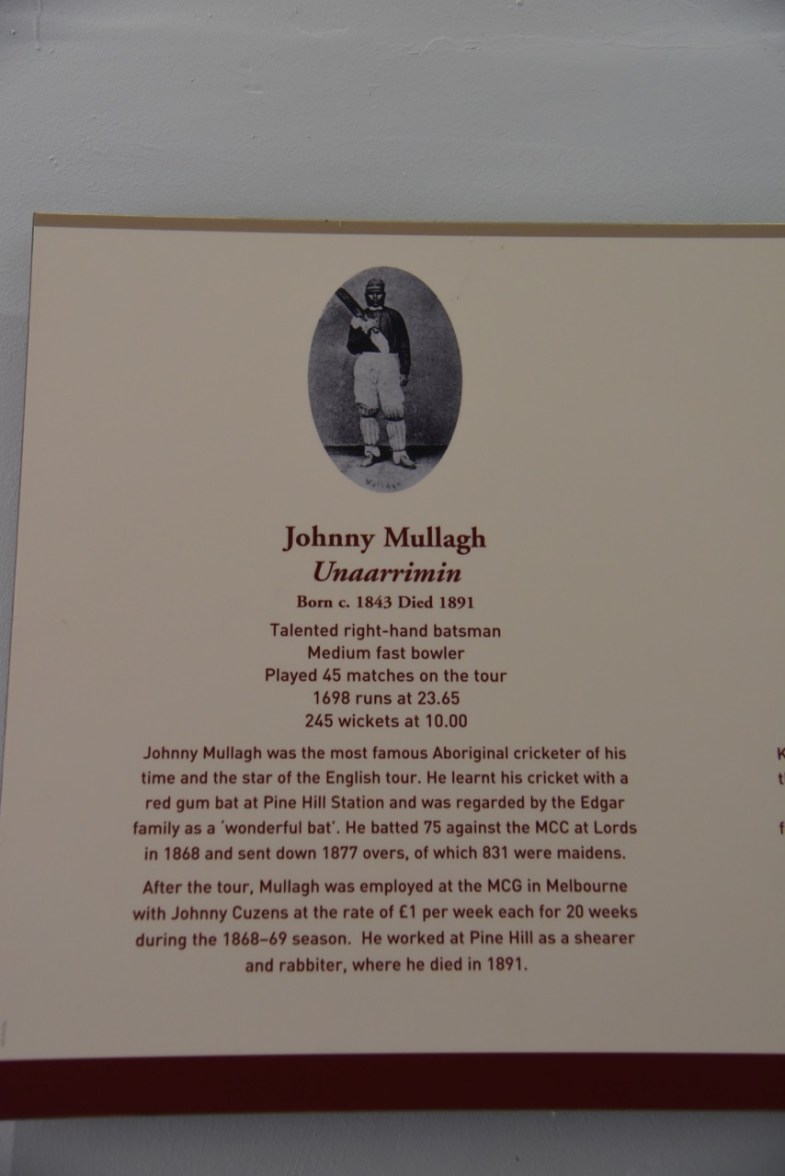 Mullagh
Johnny Mullagh
Unaarrimin
Born c. 1843 Died 1891
Talented right-hand batsman
Medium fast bowler
Played 45 matches on the tour
1698 runs at 23.65
245 wickets at 10.00
Johnny Mullagh was the most famous Aboriginal cricketer of his
time and the star of the English tour. He learnt his cricket with a
red gum bat at Pine Hill Station and was regarded by the Edgar
family as a ‘wonderful bat’. He batted 75 against the MCC at Lords
in 1868 and sent down 1877 overs, of which 831 were maidens.
After the tour, Mullagh was employed at the MCG in Melbourne
with Johnny Cuzens at the rate of £1 per week each for 20 weeks
during the 1868–69 season. He worked at Pine Hill as a shearer
and rabbiter, where he died in 1891.